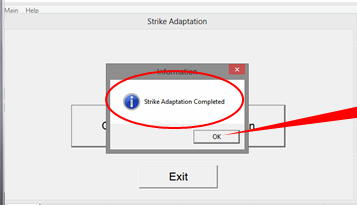 Main Help
Strike Adaptation
Information
Strike Adaptation Completed
OK
Exit